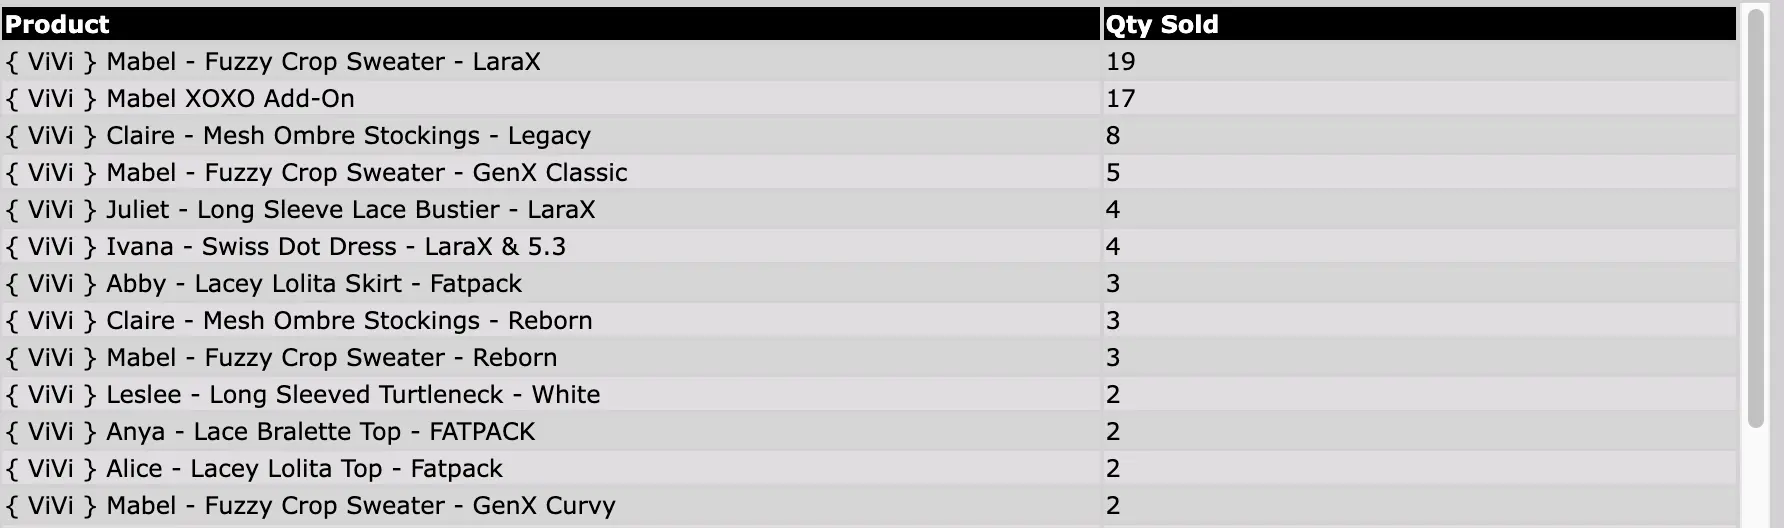 Product Qty Sold
{ ViVi } Mabel - Fuzzy Crop Sweater - LaraX 19
{ ViVi } Mabel XOXO Add-On 17
{ ViVi } Claire - Mesh Ombre Stockings - Legacy 8
{ ViVi } Mabel - Fuzzy Crop Sweater - GenX Classic 5
{ ViVi } Juliet - Long Sleeve Lace Bustier - LaraX 4
{ ViVi } Ivana - Swiss Dot Dress - LaraX & 5.3 4
{ ViVi } Abby - Lacey Lolita Skirt - Fatpack 3
{ ViVi } Claire - Mesh Ombre Stockings - Reborn 3
{ ViVi } Mabel - Fuzzy Crop Sweater - Reborn 3
{ ViVi } Leslee - Long Sleeved Turtleneck - White 2
{ ViVi } Anya - Lace Bralette Top - FATPACK 2
{ ViVi } Alice - Lacey Lolita Top - Fatpack 2
{ ViVi } Mabel - Fuzzy Crop Sweater - GenX Curvy 2